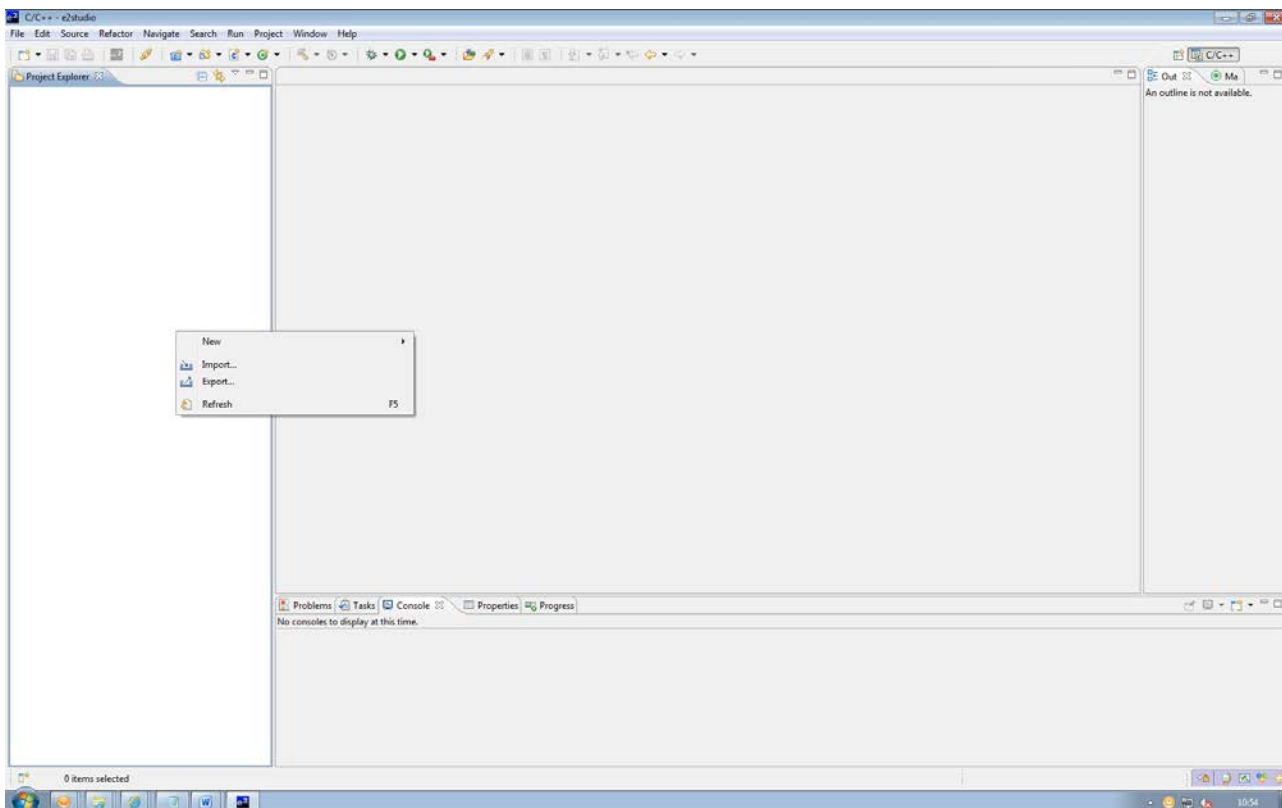 C/C++ - e2studio
File Edit Source Refactor Navigate Search Run Project Window Help
C/C++
Project Explorer
Out Ma
An outline is not available.
New
Import...
Export...
Refresh F5
Problems Tasks Console Properties Progress
No consoles to display at this time.
0 items selected
10:54